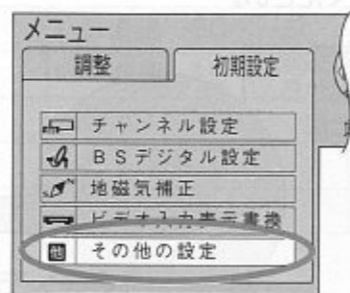 メニュー
調整 初期設定
チャンネル設定
BSデジタル設定
地磁気補正
ビデオ入力表示書換
他 その他の設定